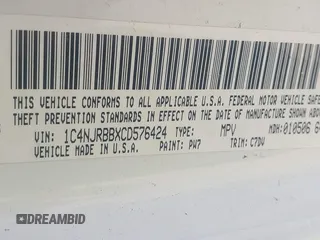 THIS VEHICLE CONFORMS TO ALL APPLICABLE U.S.A. FEDERAL MOTOR VEHICLE SAFE
THEFT PREVENTION STANDARDS IN EFFECT ON THE DATE OF MANUFACTURE SHOWN ABO
VIN: 1C4NJRBBXCD576424 TYPE: MPV MDH:010506
VEHICLE MADE IN U.S.A. PAINT: PW7 TRIM: C7DV
DREAMBID